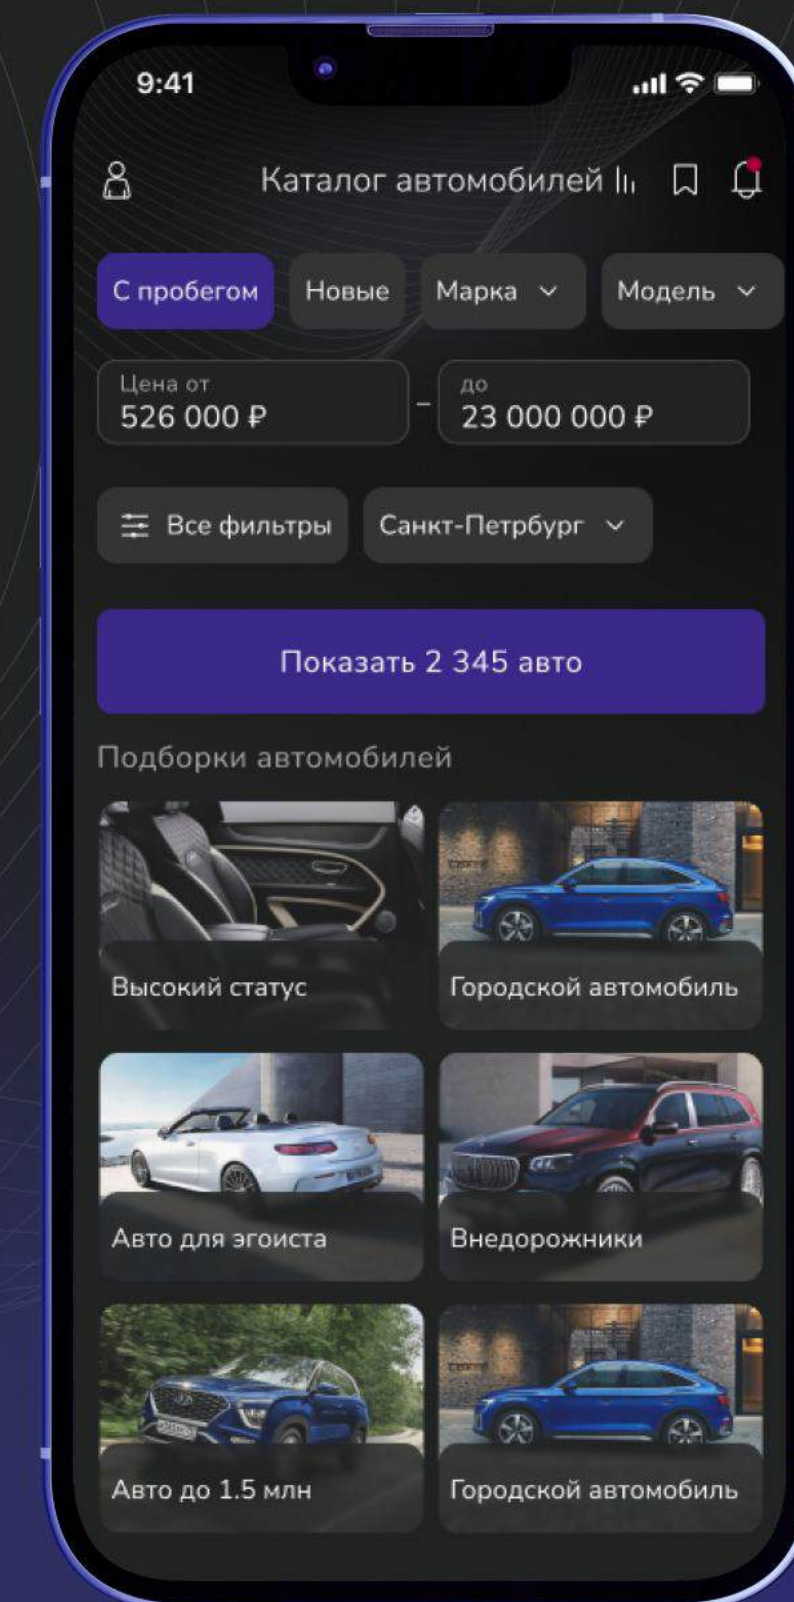 9:41
Каталог автомобилей
С пробегом Новые Марка Модель
Цена от до
526 000 ₽ – 23 000 000 ₽
Все фильтры Санкт-Петрбург
Показать 2 345 авто
Подборки автомобилей
Высокий статус Городской автомобиль
Авто для эгоиста Внедорожники
Авто до 1.5 млн Городской автомобиль